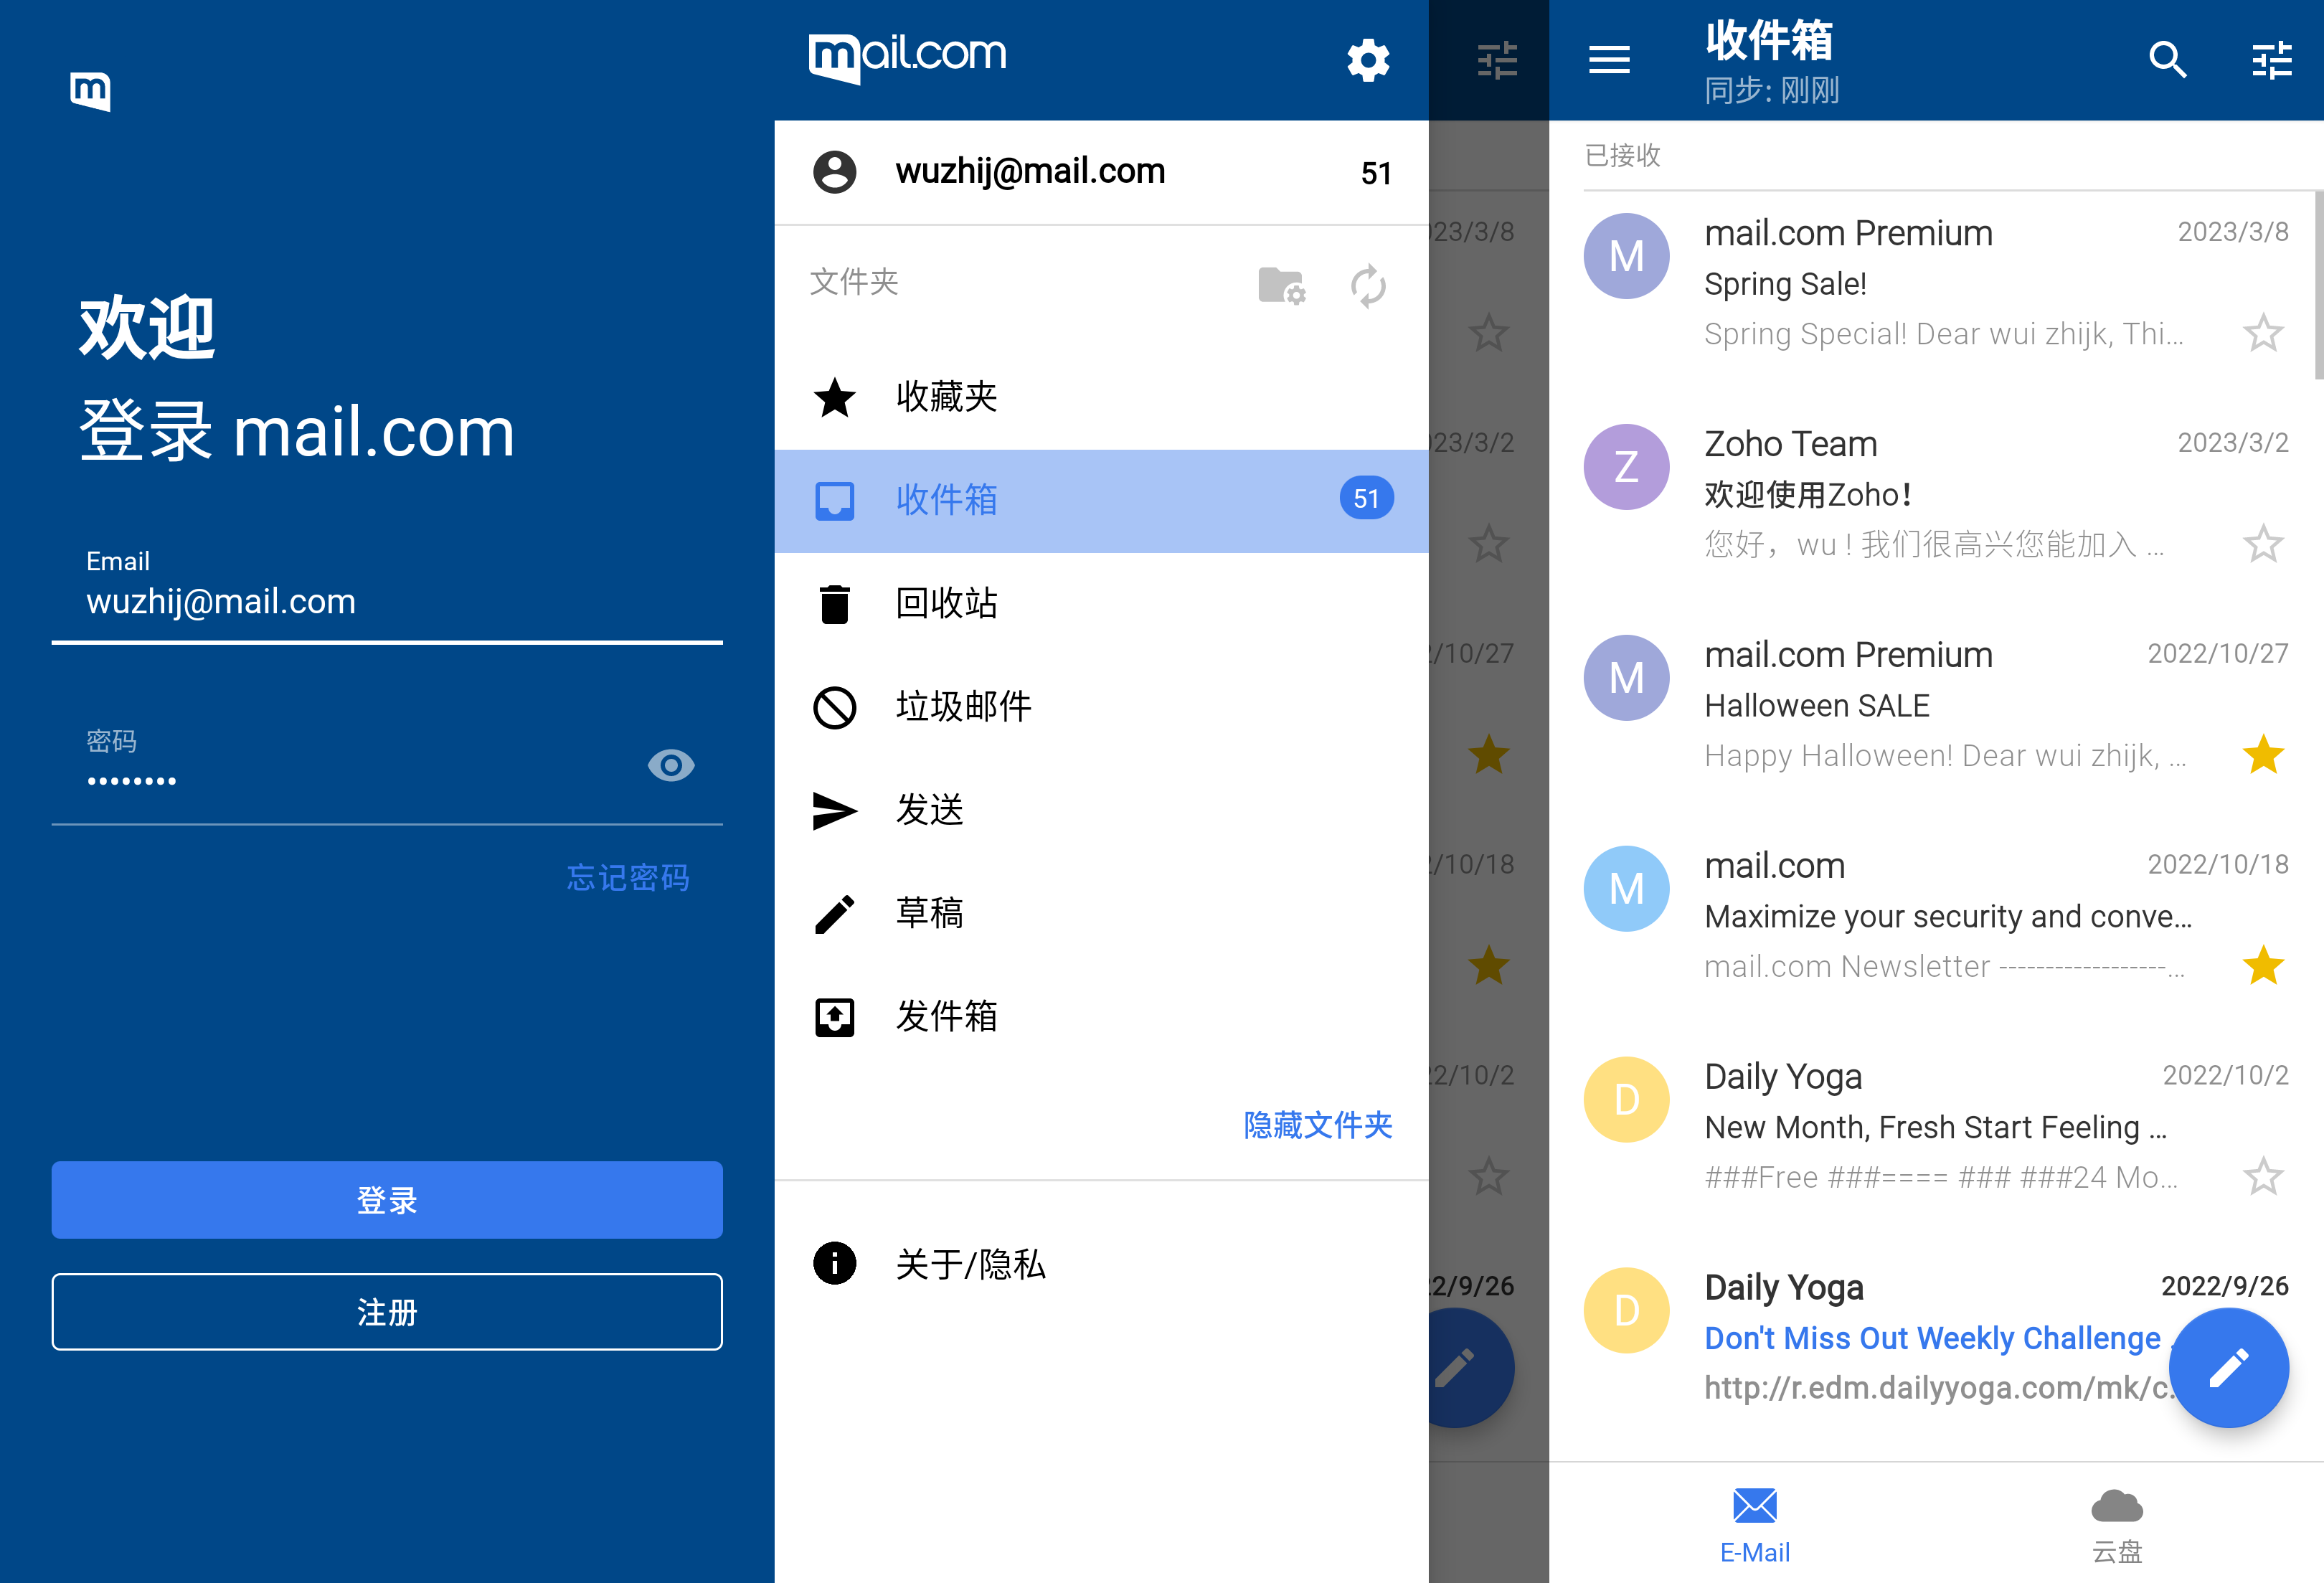 m
欢迎
登录 mail.com
Email
wuzhij@mail.com
密码
••••••••
忘记密码
登录
注册
mail.com
wuzhij@mail.com 51
文件夹
收藏夹
收件箱 51
回收站
垃圾邮件
发送
草稿
发件箱
隐藏文件夹
关于/隐私
023/3/8
023/3/2
/10/27
/10/18
22/10/2
22/9/26
收件箱
同步: 刚刚
已接收
M
mail.com Premium 2023/3/8
Spring Sale!
Spring Special! Dear wui zhijk, Thi...
Z
Zoho Team 2023/3/2
欢迎使用Zoho！
您好，wu ! 我们很高兴您能加入 ...
M
mail.com Premium 2022/10/27
Halloween SALE
Happy Halloween! Dear wui zhijk, ...
M
mail.com 2022/10/18
Maximize your security and conve...
mail.com Newsletter ------------------...
D
Daily Yoga 2022/10/2
New Month, Fresh Start Feeling ...
###Free ###==== ### ###24 Mo...
D
Daily Yoga 2022/9/26
Don't Miss Out Weekly Challenge
http://r.edm.dailyyoga.com/mk/c.
E-Mail
云盘